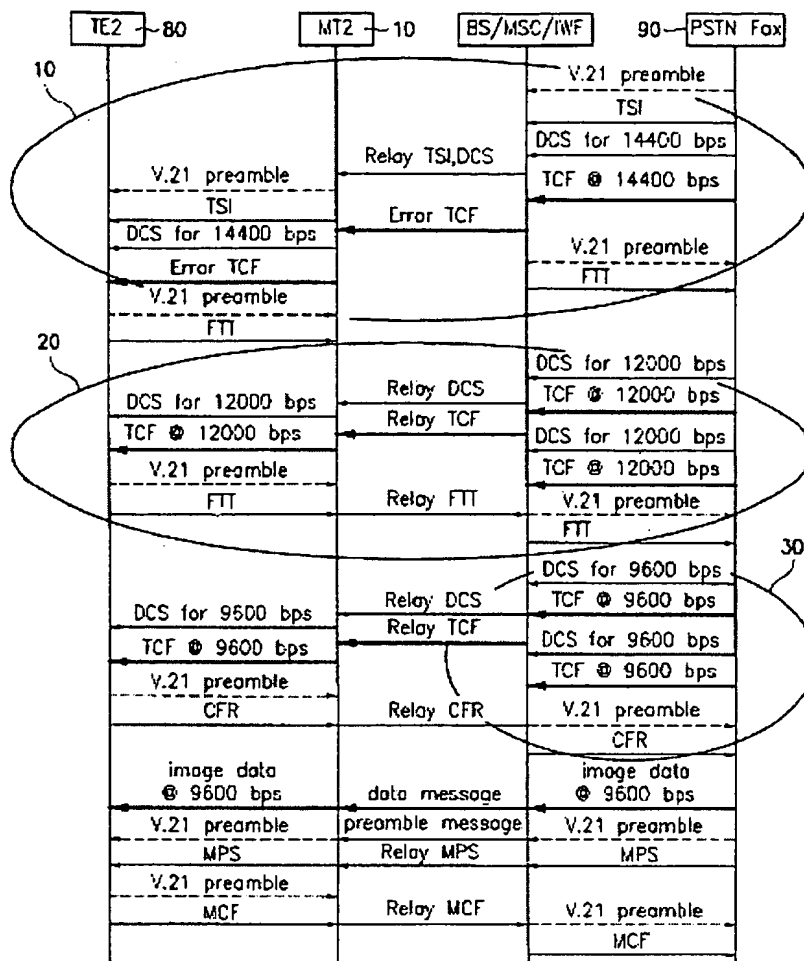 TE2 80 MT2 10 BS/MSC/IWF 90 PSTN Fax
10 V.21 preamble
TSI
DCS for 14400 bps
Relay TSI,DCS
V.21 preamble TCF @ 14400 bps
TSI Error TCF
DCS for 14400 bps
Error TCF V.21 preamble
V.21 preamble FTT
FTT
20
DCS for 12000 bps
Relay DCS TCF @ 12000 bps
DCS for 12000 bps Relay TCF
TCF @ 12000 bps DCS for 12000 bps
V.21 preamble TCF @ 12000 bps
FTT Relay FTT V.21 preamble
FTT
30
DCS for 9600 bps
DCS for 9600 bps Relay DCS TCF @ 9600 bps
Relay TCF
TCF @ 9600 bps DCS for 9600 bps
V.21 preamble TCF @ 9600 bps
CFR Relay CFR V.21 preamble
CFR
image data image data
@ 9600 bps data message @ 9600 bps
V.21 preamble preamble message V.21 preamble
MPS Relay MPS MPS
V.21 preamble
MCF Relay MCF V.21 preamble
MCF